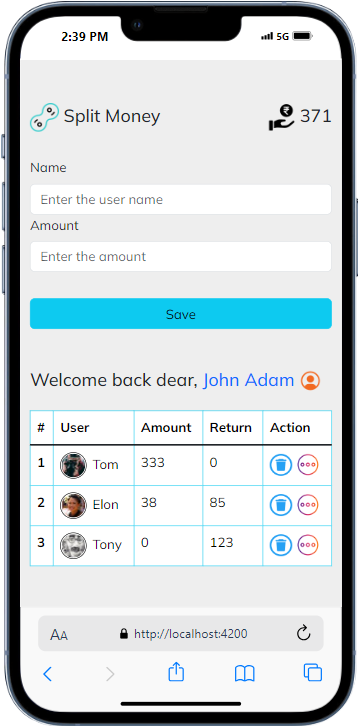 2:39 PM 5G
Split Money 371
Name
Enter the user name
Amount
Enter the amount
Save
Welcome back dear, John Adam
# User Amount Return Action
1 Tom 333 0
2 Elon 38 85
3 Tony 0 123
AA http://localhost:4200